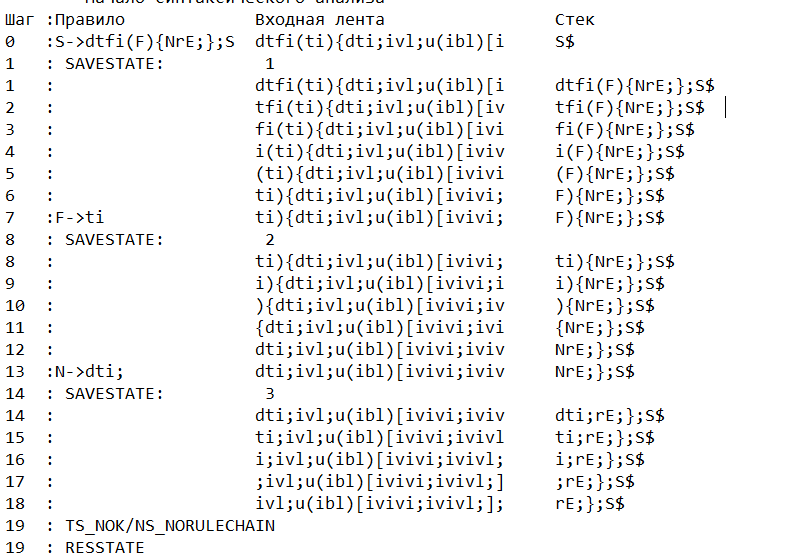 Начало синтаксического анализа
Шаг :Правило Входная лента Стек
0 :S->dtfi(F){NrE;};S dtfi(ti){dti;ivl;u(ibl)[i S$
1 : SAVESTATE: 1
1 : dtfi(ti){dti;ivl;u(ibl)[i dtfi(F){NrE;};S$
2 : tfi(ti){dti;ivl;u(ibl)[iv tfi(F){NrE;};S$
3 : fi(ti){dti;ivl;u(ibl)[ivi fi(F){NrE;};S$
4 : i(ti){dti;ivl;u(ibl)[iviv i(F){NrE;};S$
5 : (ti){dti;ivl;u(ibl)[ivivi (F){NrE;};S$
6 : ti){dti;ivl;u(ibl)[ivivi; F){NrE;};S$
7 :F->ti ti){dti;ivl;u(ibl)[ivivi; F){NrE;};S$
8 : SAVESTATE: 2
8 : ti){dti;ivl;u(ibl)[ivivi; ti){NrE;};S$
9 : i){dti;ivl;u(ibl)[ivivi;i i){NrE;};S$
10 : ){dti;ivl;u(ibl)[ivivi;iv ){NrE;};S$
11 : {dti;ivl;u(ibl)[ivivi;ivi {NrE;};S$
12 : dti;ivl;u(ibl)[ivivi;iviv NrE;};S$
13 :N->dti; dti;ivl;u(ibl)[ivivi;iviv NrE;};S$
14 : SAVESTATE: 3
14 : dti;ivl;u(ibl)[ivivi;iviv dti;rE;};S$
15 : ti;ivl;u(ibl)[ivivi;ivivl ti;rE;};S$
16 : i;ivl;u(ibl)[ivivi;ivivl; i;rE;};S$
17 : ;ivl;u(ibl)[ivivi;ivivl;] ;rE;};S$
18 : ivl;u(ibl)[ivivi;ivivl;]; rE;};S$
19 : TS_NOK/NS_NORULECHAIN
19 : RESSTATE